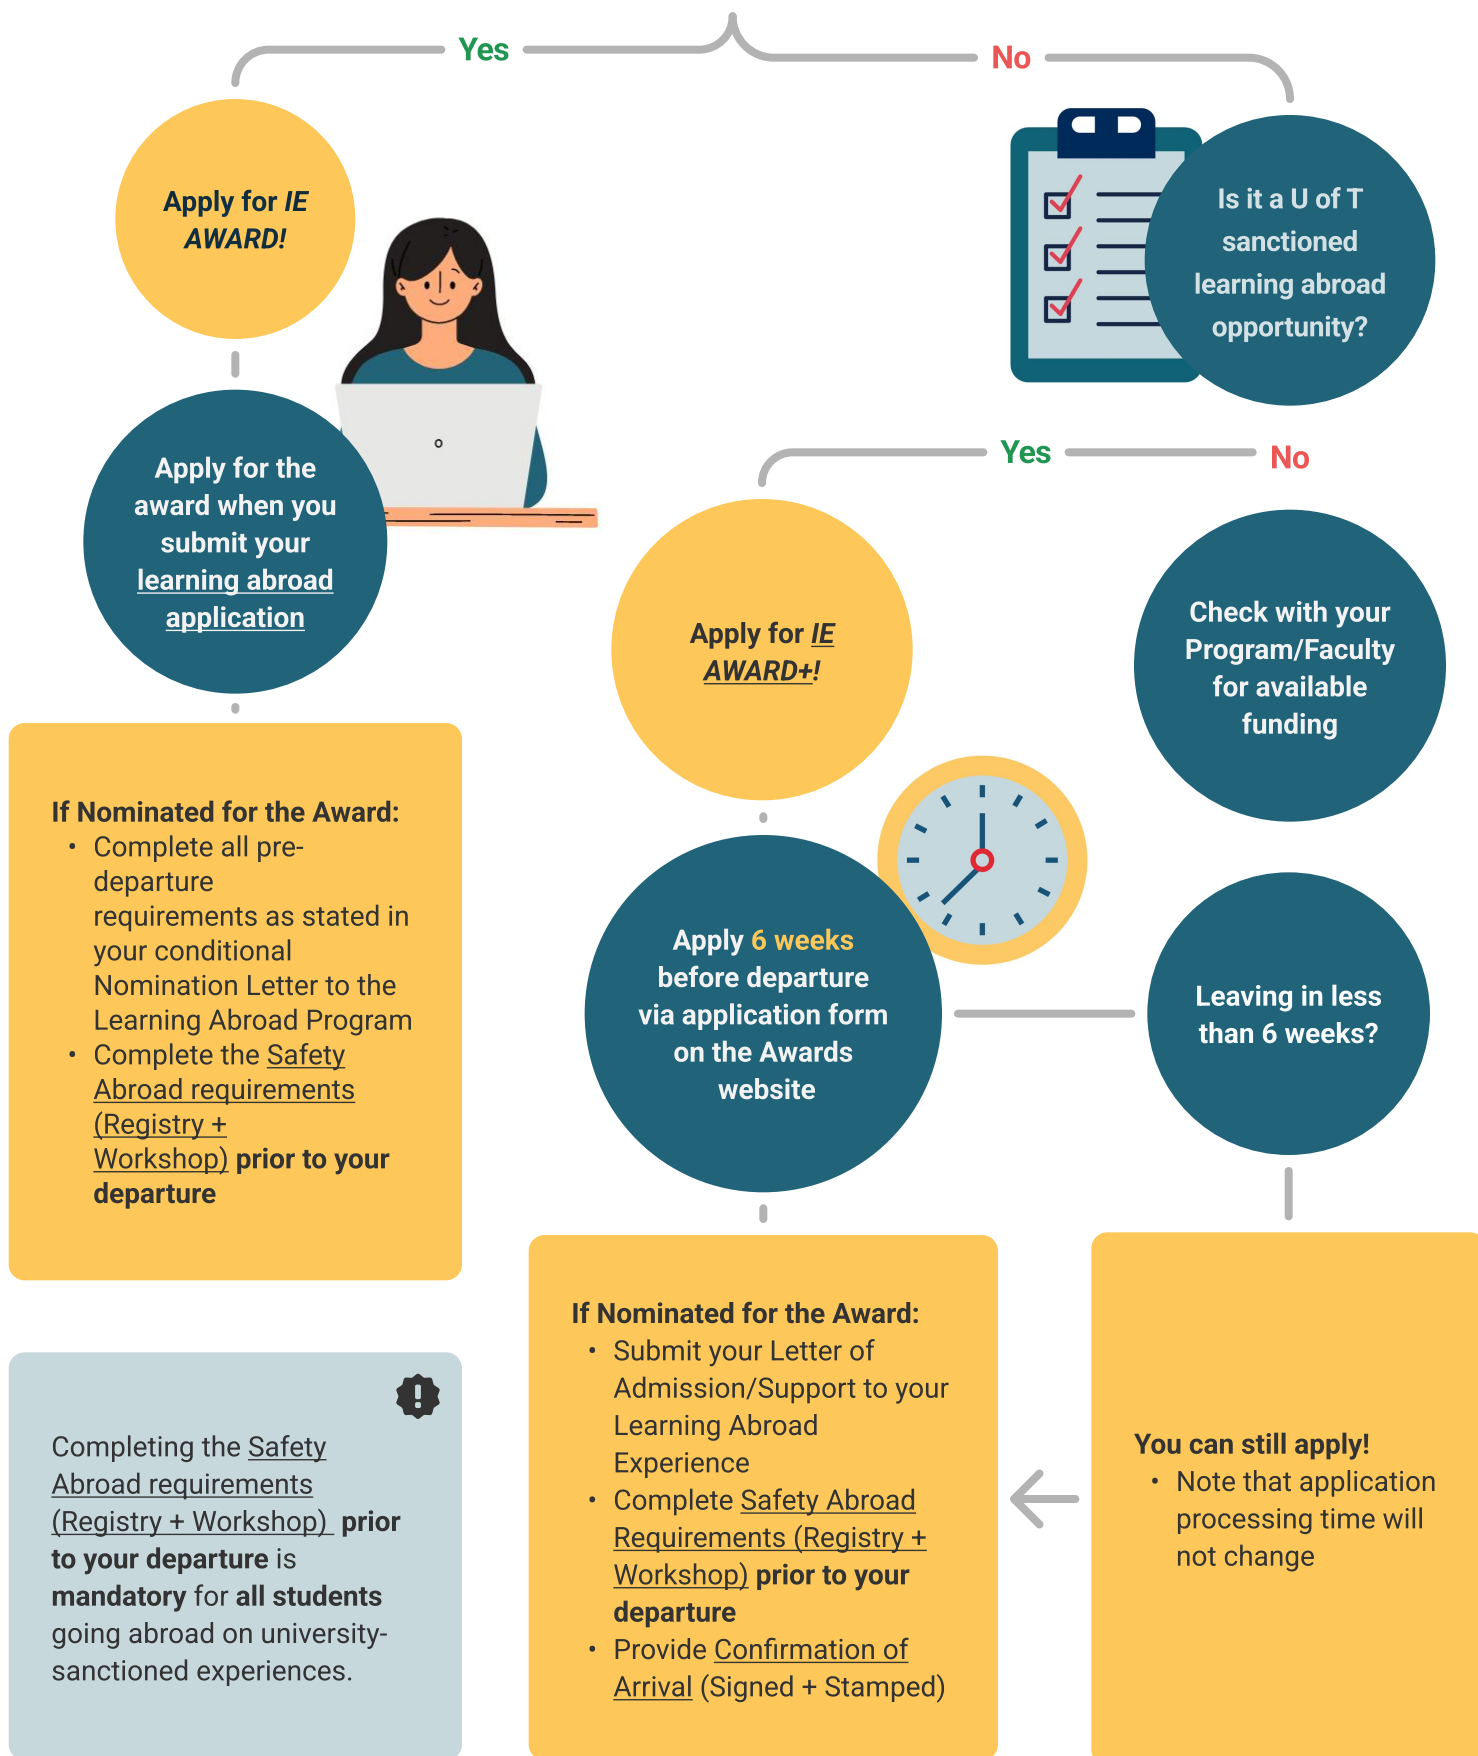 Yes
No
Apply for IE
AWARD!
Is it a U of T
sanctioned
learning abroad
opportunity?
Apply for the
award when you
submit your
learning abroad
application
Yes
No
Apply for IE
AWARD+!
Check with your
Program/Faculty
for available
funding
If Nominated for the Award:
• Complete all pre-
departure
requirements as stated in
your conditional
Nomination Letter to the
Learning Abroad Program
• Complete the Safety
Abroad requirements
(Registry +
Workshop) prior to your
departure
Apply 6 weeks
before departure
via application form
on the Awards
website
Leaving in less
than 6 weeks?
Completing the Safety
Abroad requirements
(Registry + Workshop) prior
to your departure is
mandatory for all students
going abroad on university-
sanctioned experiences.
If Nominated for the Award:
• Submit your Letter of
Admission/Support to your
Learning Abroad
Experience
• Complete Safety Abroad
Requirements (Registry +
Workshop) prior to your
departure
• Provide Confirmation of
Arrival (Signed + Stamped)
You can still apply!
• Note that application
processing time will
not change